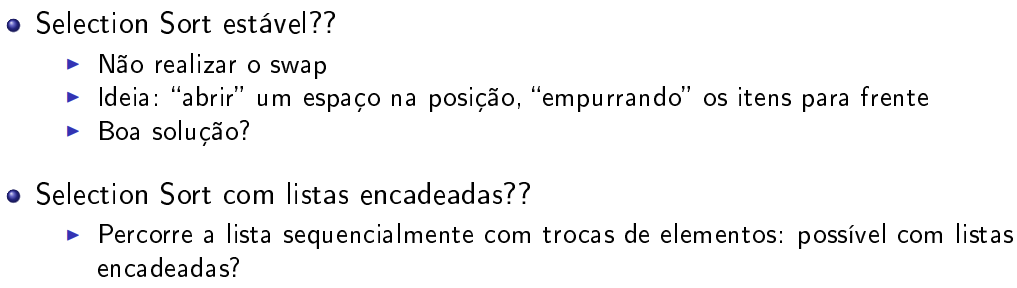 Selection Sort estável??
Não realizar o swap
Ideia: “abrir” um espaço na posição, “empurrando” os itens para frente
Boa solução?
Selection Sort com listas encadeadas??
Percorre a lista sequencialmente com trocas de elementos: possível com listas
encadeadas?